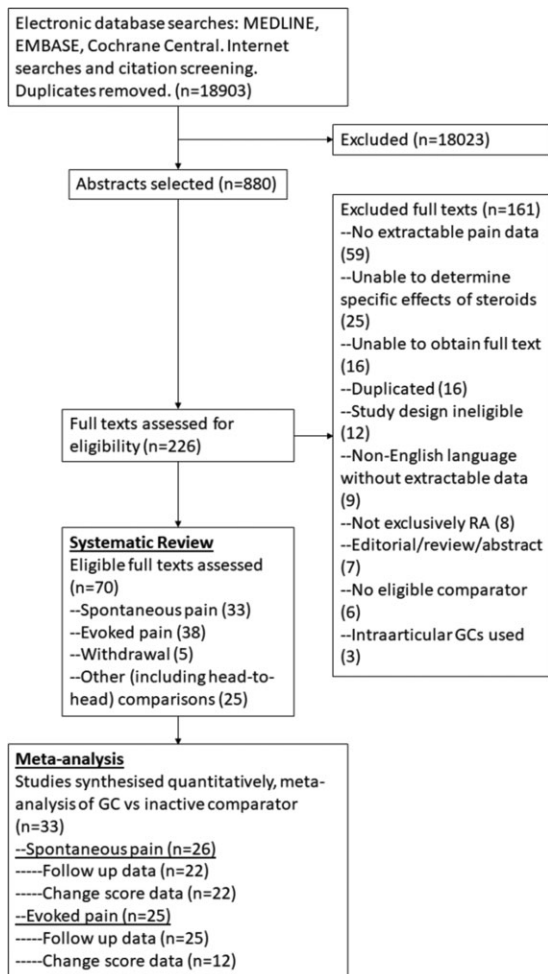 Electronic database searches: MEDLINE,
EMBASE, Cochrane Central. Internet
searches and citation screening.
Duplicates removed. (n=18903)
Excluded (n=18023)
Abstracts selected (n=880)
Excluded full texts (n=161)
--No extractable pain data
(59)
--Unable to determine
specific effects of steroids
(25)
--Unable to obtain full text
(16)
--Duplicated (16)
--Study design ineligible
(12)
--Non-English language
without extractable data
(9)
--Not exclusively RA (8)
--Editorial/review/abstract
(7)
--No eligible comparator
(6)
--Intraarticular GCs used
(3)
Full texts assessed for
eligibility (n=226)
Systematic Review
Eligible full texts assessed
(n=70)
--Spontaneous pain (33)
--Evoked pain (38)
--Withdrawal (5)
--Other (including head-to-
head) comparisons (25)
Meta-analysis
Studies synthesised quantitatively, meta-
analysis of GC vs inactive comparator
(n=33)
--Spontaneous pain (n=26)
-----Follow up data (n=22)
-----Change score data (n=22)
--Evoked pain (n=25)
-----Follow up data (n=25)
-----Change score data (n=12)